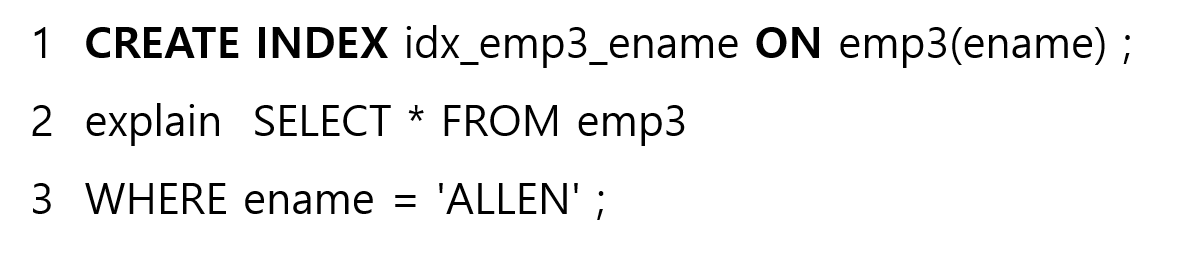 1 CREATE INDEX idx_emp3_ename ON emp3(ename) ;
2 explain  SELECT * FROM emp3
3 WHERE ename = 'ALLEN' ;